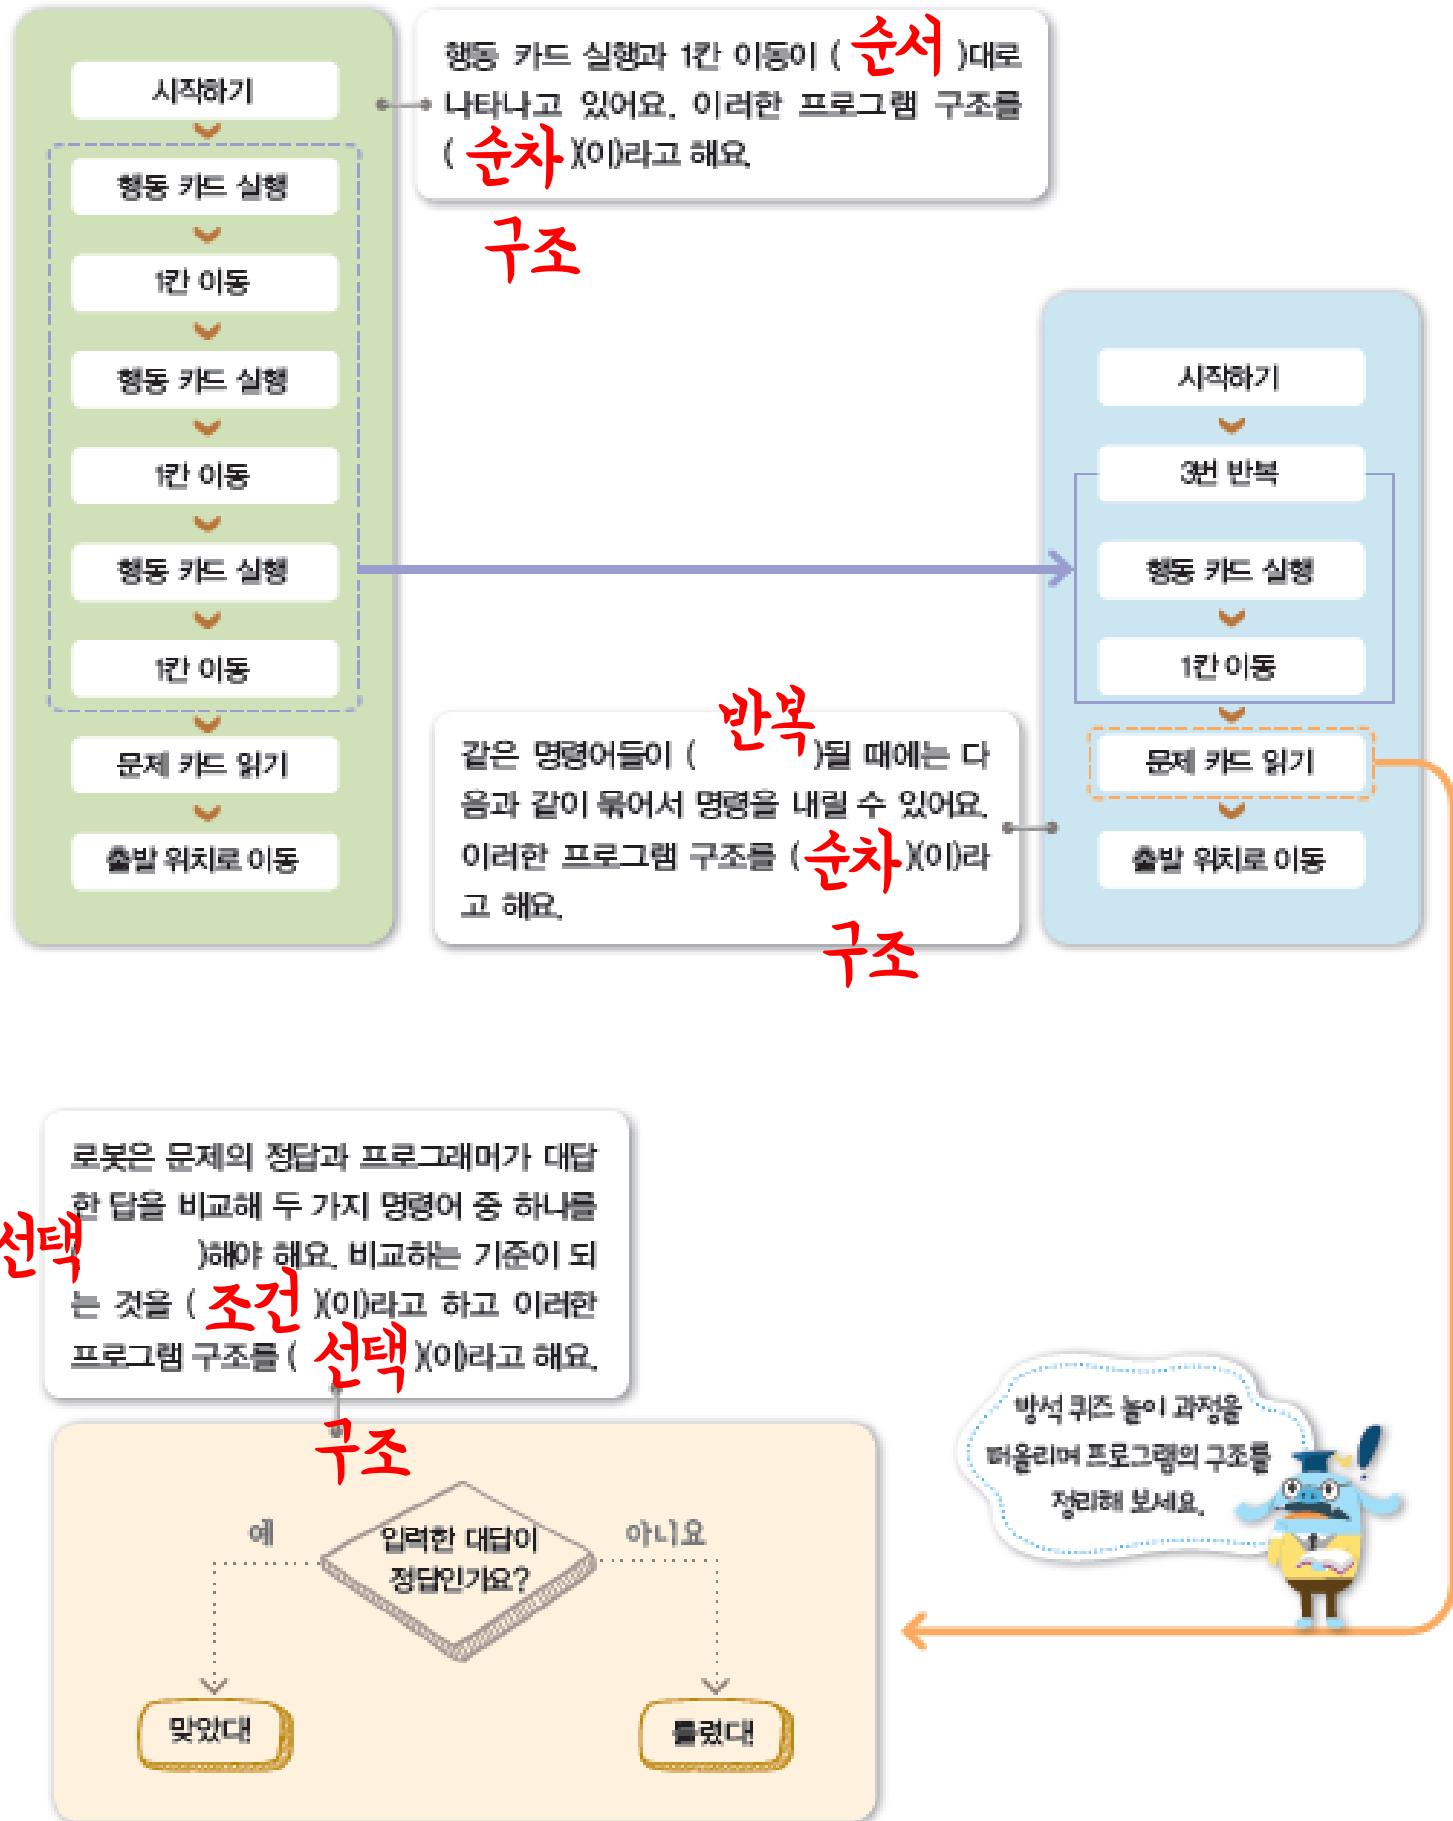 시작하기
행동 카드 실행
1칸 이동
행동 카드 실행
1칸 이동
행동 카드 실행
1칸 이동
문제 카드 읽기
출발 위치로 이동
행동 카드 실행과 1칸 이동이 ( 순서 )대로
나타나고 있어요. 이러한 프로그램 구조를
( 순차 )(이)라고 해요.
구조
시작하기
3번 반복
행동 카드 실행
1칸 이동
문제 카드 읽기
출발 위치로 이동
같은 명령어들이 ( 반복 )될 때에는 다
음과 같이 묶어서 명령을 내릴 수 있어요.
이러한 프로그램 구조를 ( 순차 )(이)라
고 해요.
구조
로봇은 문제의 정답과 프로그래머가 대답
한 답을 비교해 두 가지 명령어 중 하나를
( 선택 )해야 해요. 비교하는 기준이 되
는 것을 ( 조건 )(이)라고 하고 이러한
프로그램 구조를 ( 선택 )(이)라고 해요.
구조
방석 퀴즈 놀이 과정을
떠올리며 프로그램의 구조를
정리해 보세요.
입력한 대답이
정답인가요?
예
아니요
맞았다!
틀렸다!